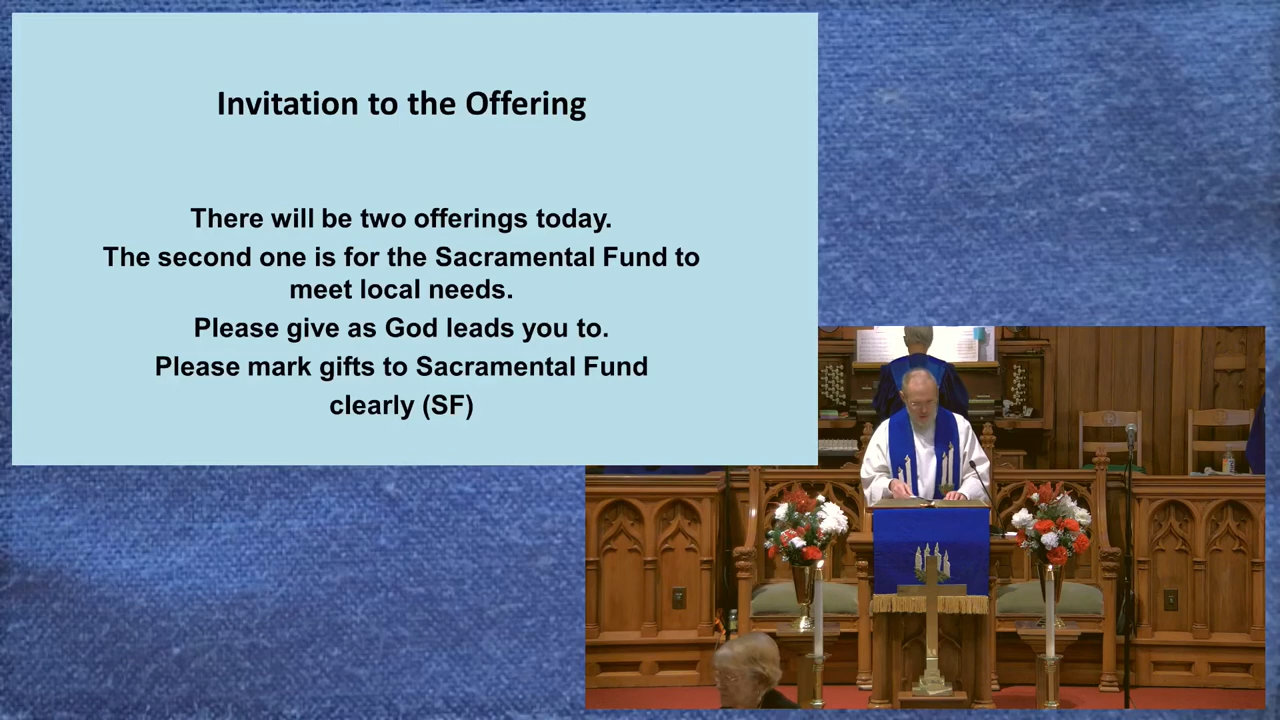 Invitation to the Offering
There will be two offerings today.
The second one is for the Sacramental Fund to
meet local needs.
Please give as God leads you to.
Please mark gifts to Sacramental Fund
clearly (SF)